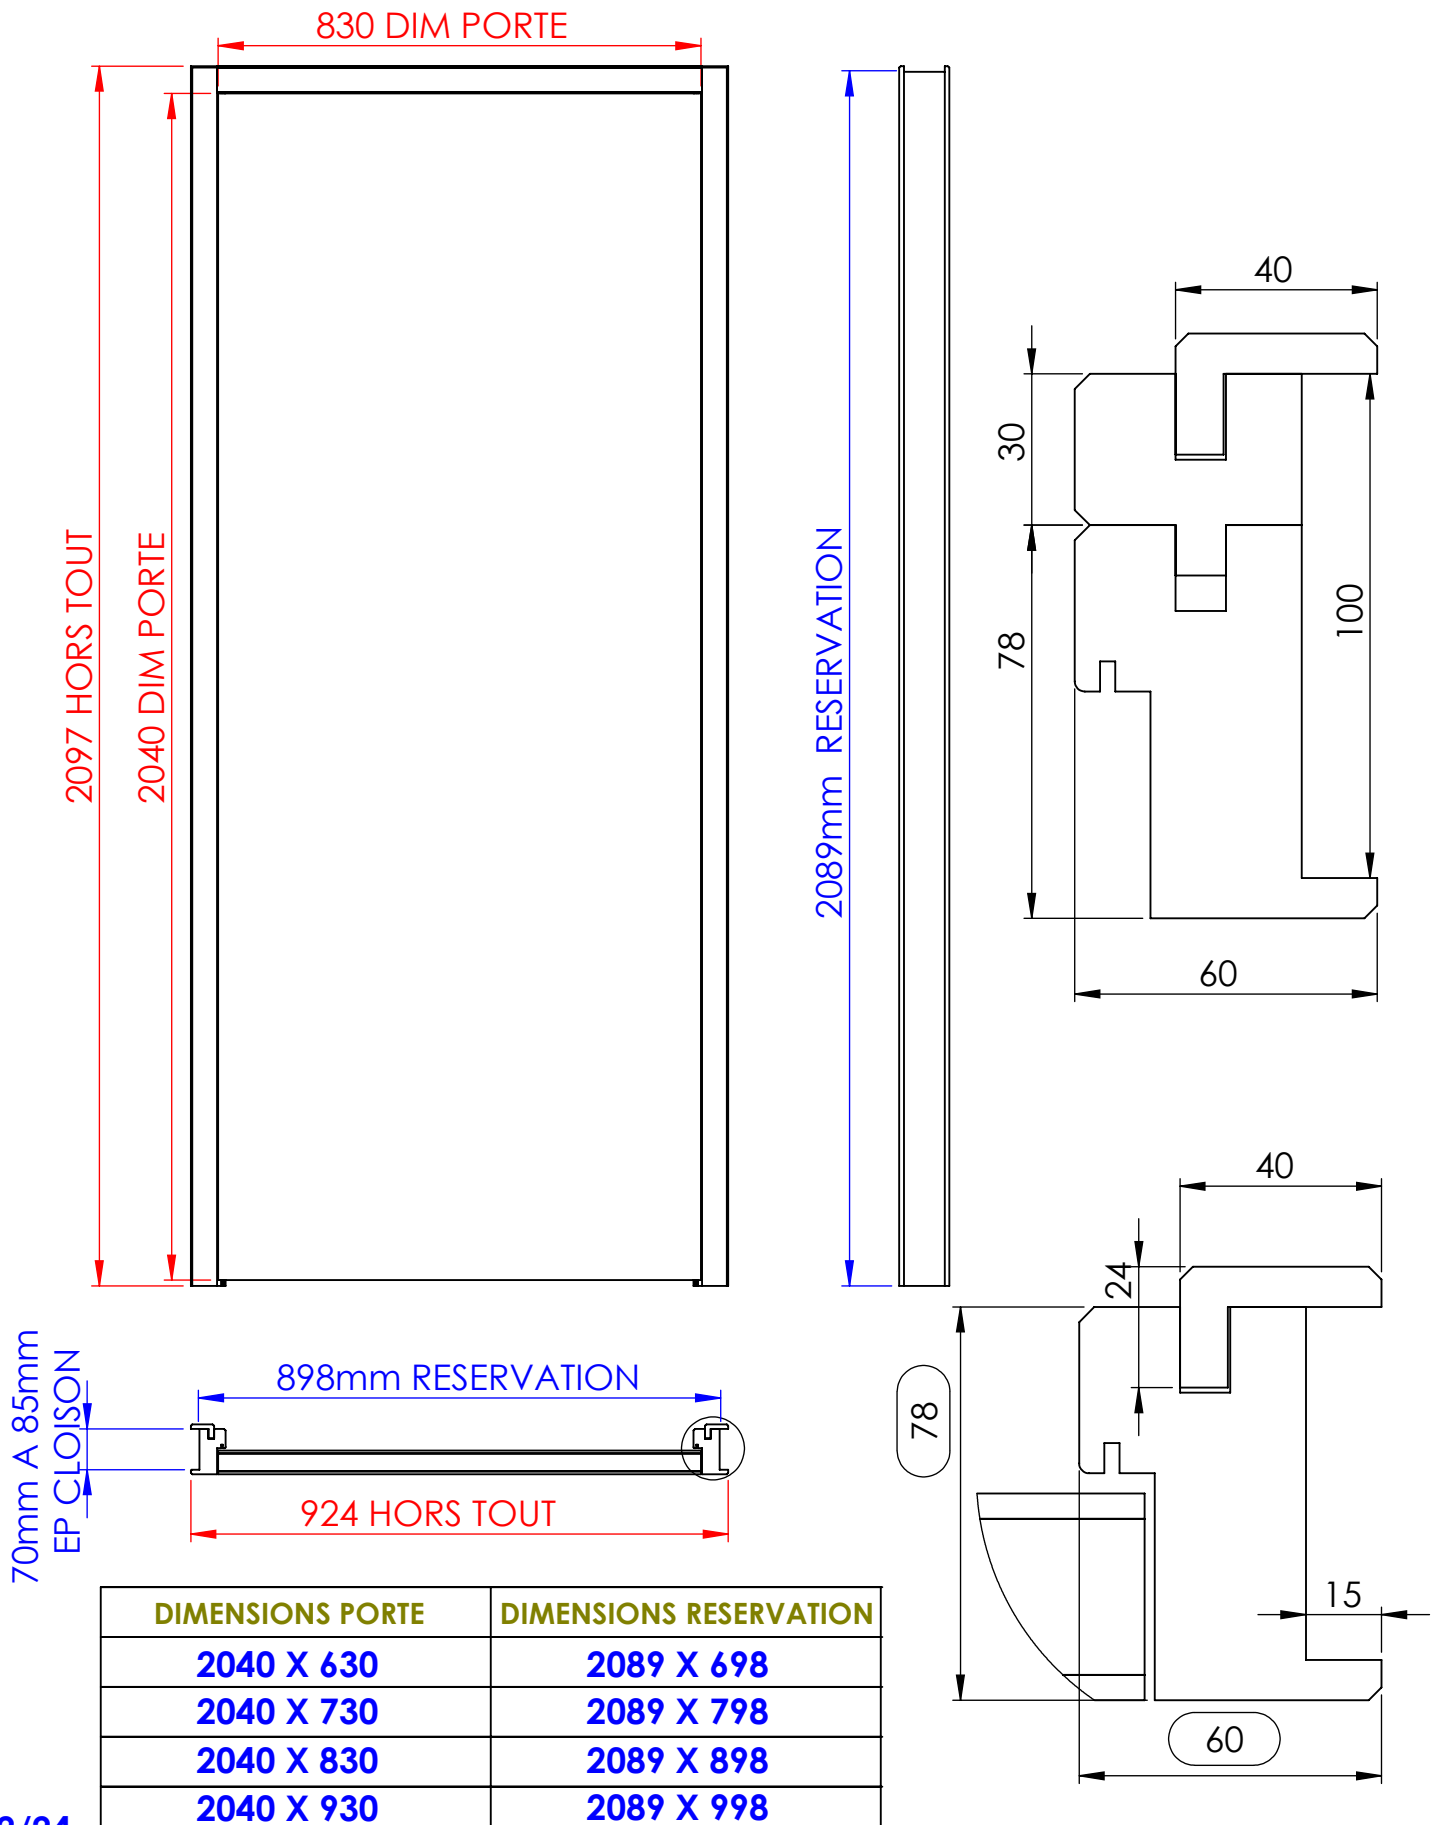 830 DIM PORTE
2097 HORS TOUT
2040 DIM PORTE
2089mm RESERVATION
40
30
78
100
60
40
24
78
15
60
898mm RESERVATION
70mm A 85mm
EP CLOISON
924 HORS TOUT
DIMENSIONS PORTE DIMENSIONS RESERVATION
2040 X 630 2089 X 698
2040 X 730 2089 X 798
2040 X 830 2089 X 898
2040 X 930 2089 X 998